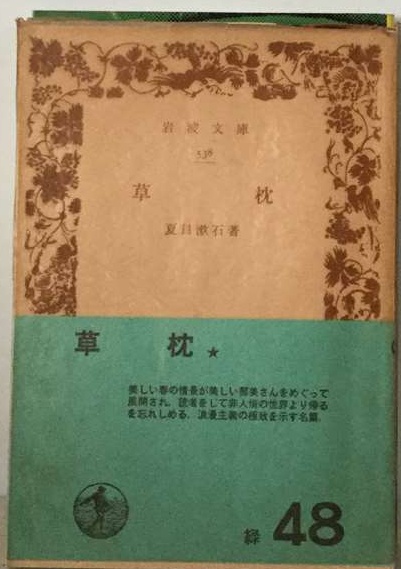 岩波文庫
538
草枕
夏目漱石著
草枕★
美しい春の情景が美しい那美さんをめぐって
展開され、読者をして非人情の世界より帰る
を忘れしめる。浪漫主義の極致を示す名篇。
緑 48